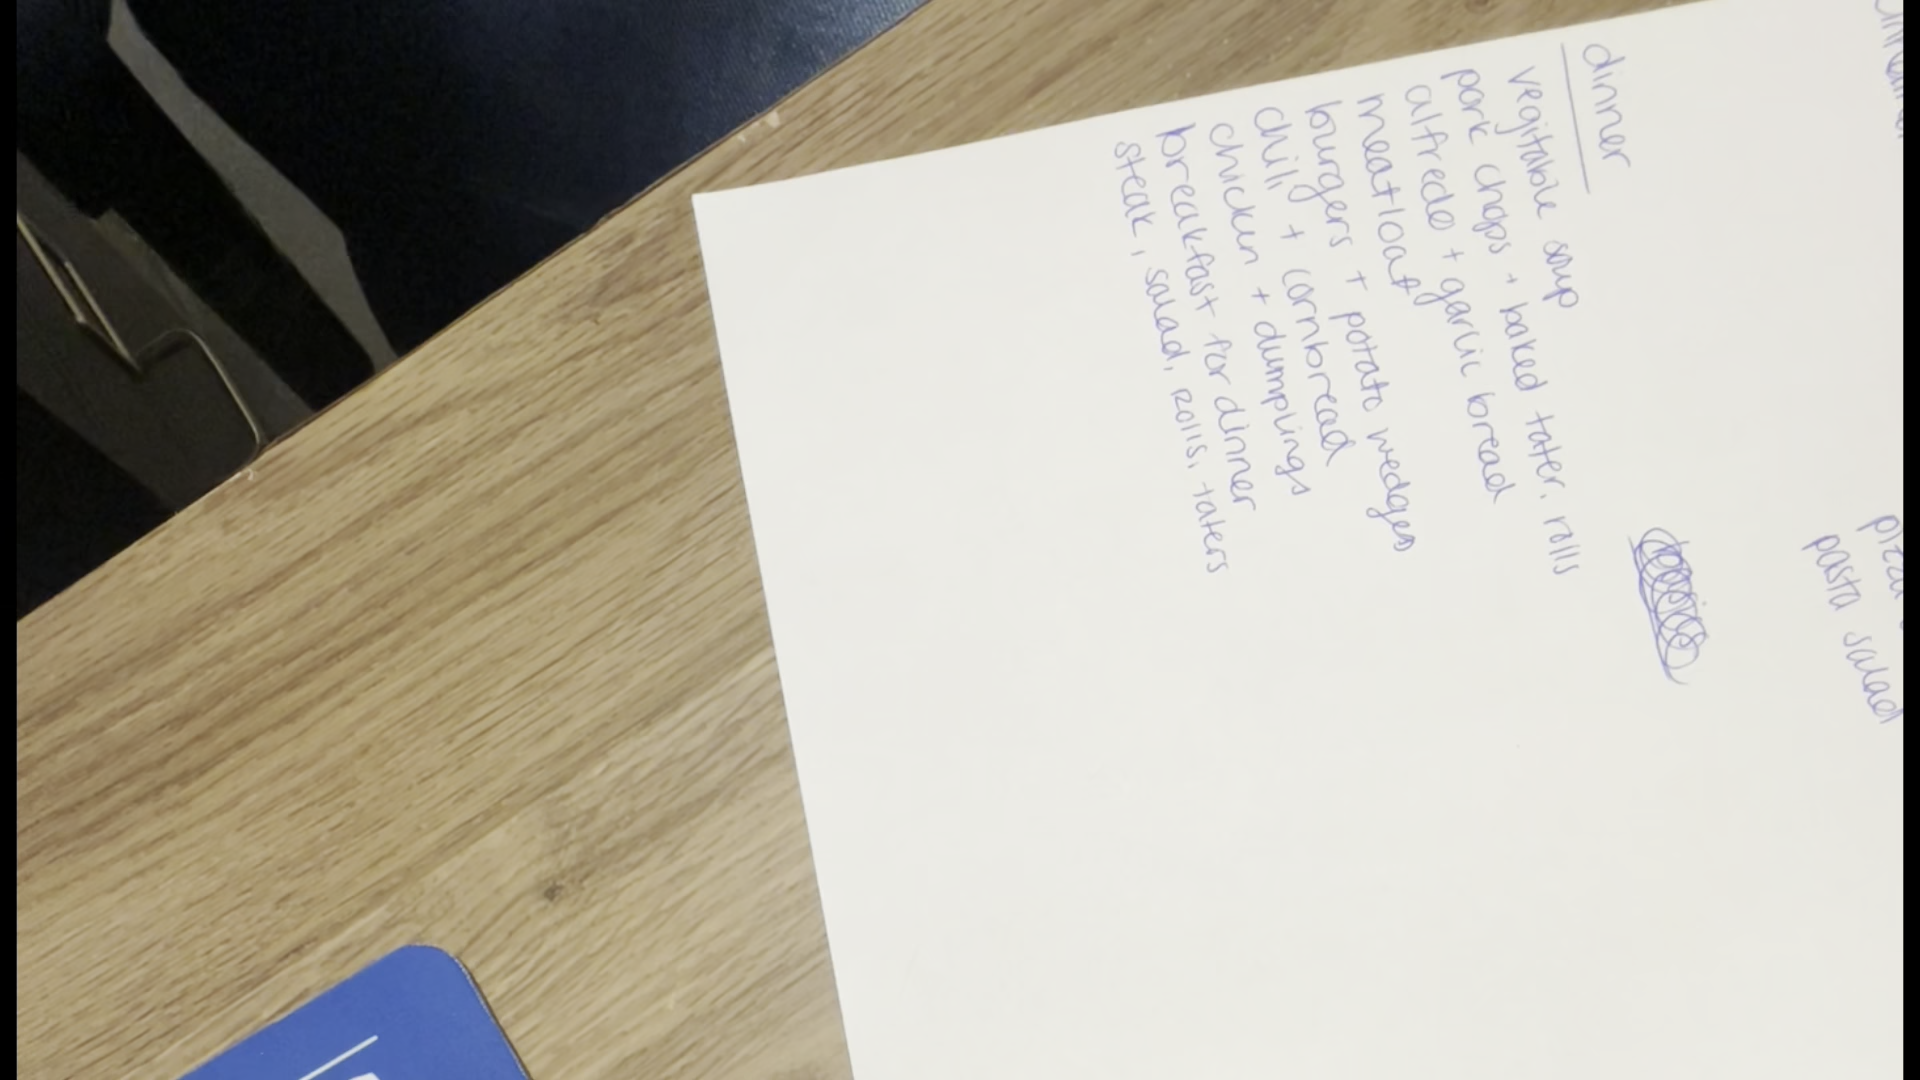 pasta salad
dinner
vegitable soup
pork chops + baked tater, rolls
alfredo + garlic bread
meatloaf
burgers + potato wedges
chili + cornbread
chicken + dumplings
breakfast for dinner
steak, salad, rolls, taters